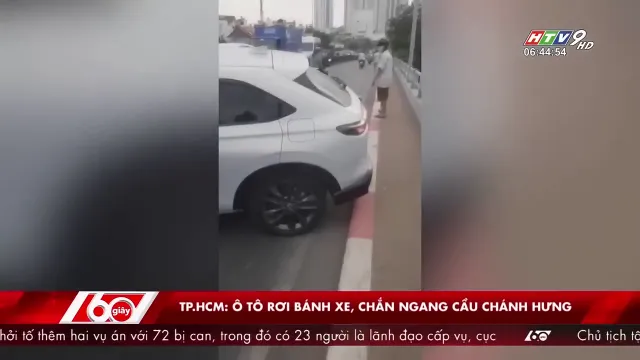 HTV9 HD
06:44:54
60 giây
TP.HCM: Ô TÔ RƠI BÁNH XE, CHẮN NGANG CẦU CHÁNH HƯNG
hởi tố thêm hai vụ án với 72 bị can, trong đó có 23 người là lãnh đạo cấp vụ, cục
60
Chủ tịch t